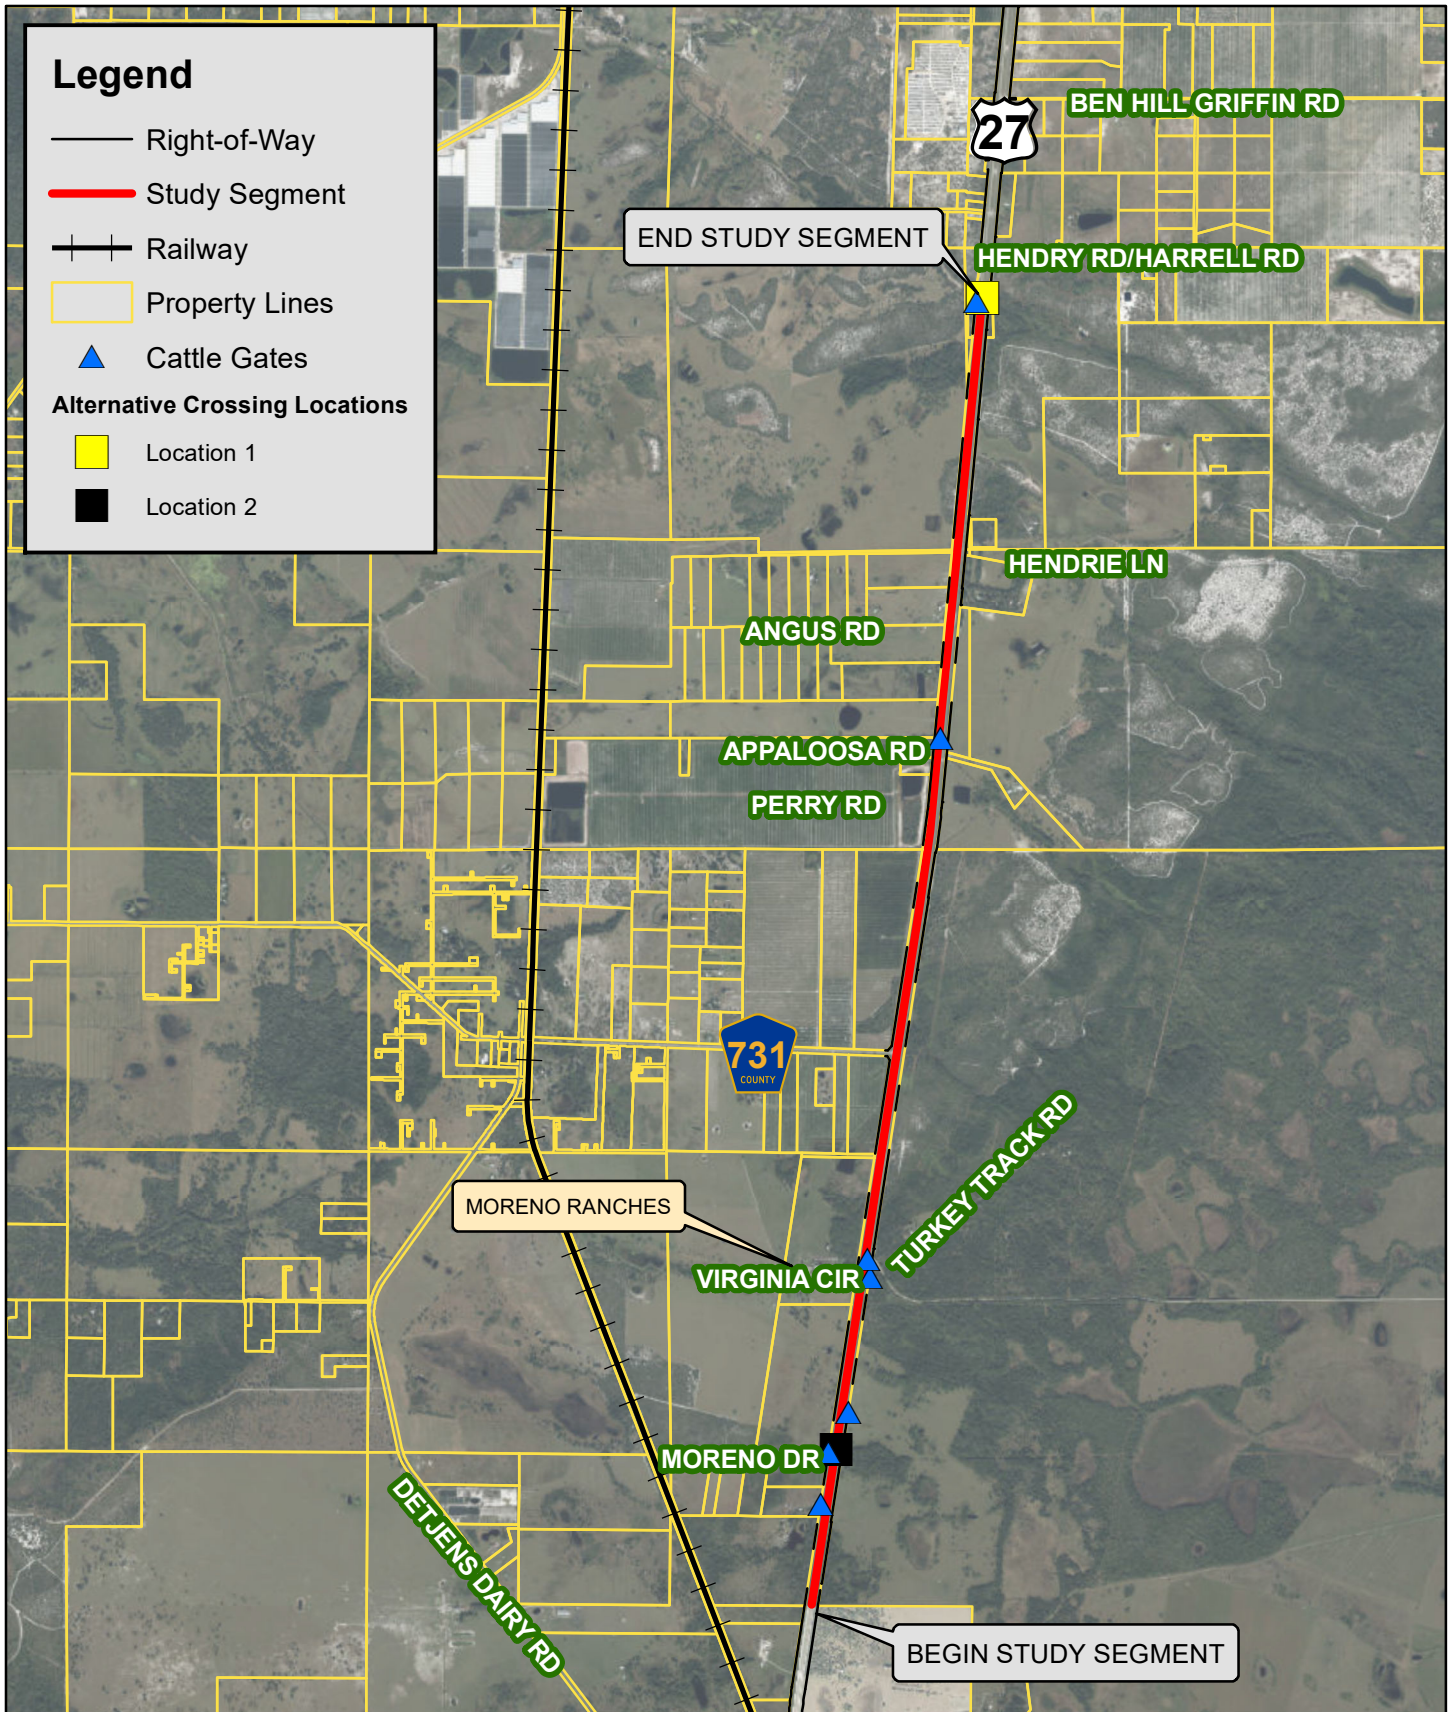 Legend
Right-of-Way
Study Segment
Railway
Property Lines
Cattle Gates
Alternative Crossing Locations
Location 1
Location 2
BEN HILL GRIFFIN RD
27
END STUDY SEGMENT
HENDRY RD/HARRELL RD
HENDRIE LN
ANGUS RD
APPALOOSA RD
PERRY RD
731
COUNTY
TURKEY TRACK RD
MORENO RANCHES
VIRGINIA CIR
MORENO DR
DETJENS DAIRY RD
BEGIN STUDY SEGMENT